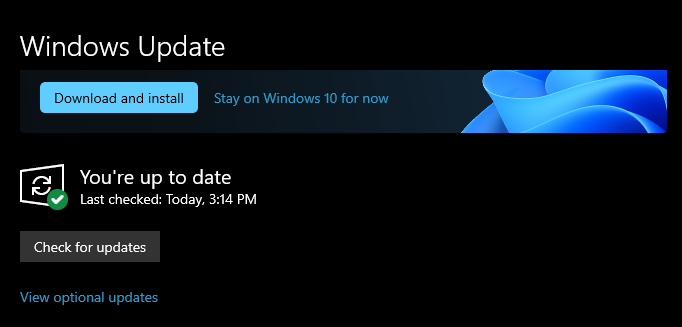 Windows Update
Download and install
Stay on Windows 10 for now
You're up to date
Last checked: Today, 3:14 PM
Check for updates
View optional updates